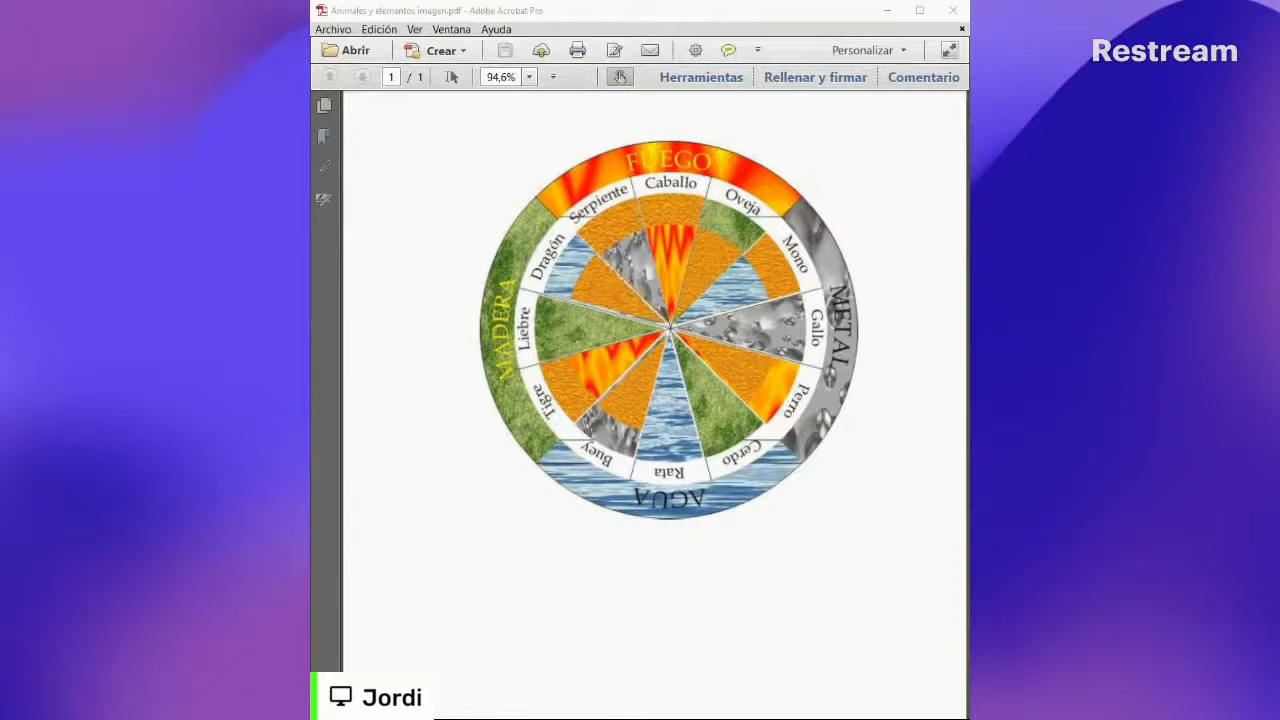 Animales y elementos imagen.pdf - Adobe Acrobat Pro
Archivo Edición Ver Ventana Ayuda
Abrir Crear Personalizar
1 / 1 94,6% Herramientas Rellenar y firmar Comentario
Restream
FUEGO
Serpiente Caballo Oveja
Dragón Mono
MADERA Liebre Gallo METAL
Tigre Perro
Buey Rata Cerdo
AGUA
Jordi